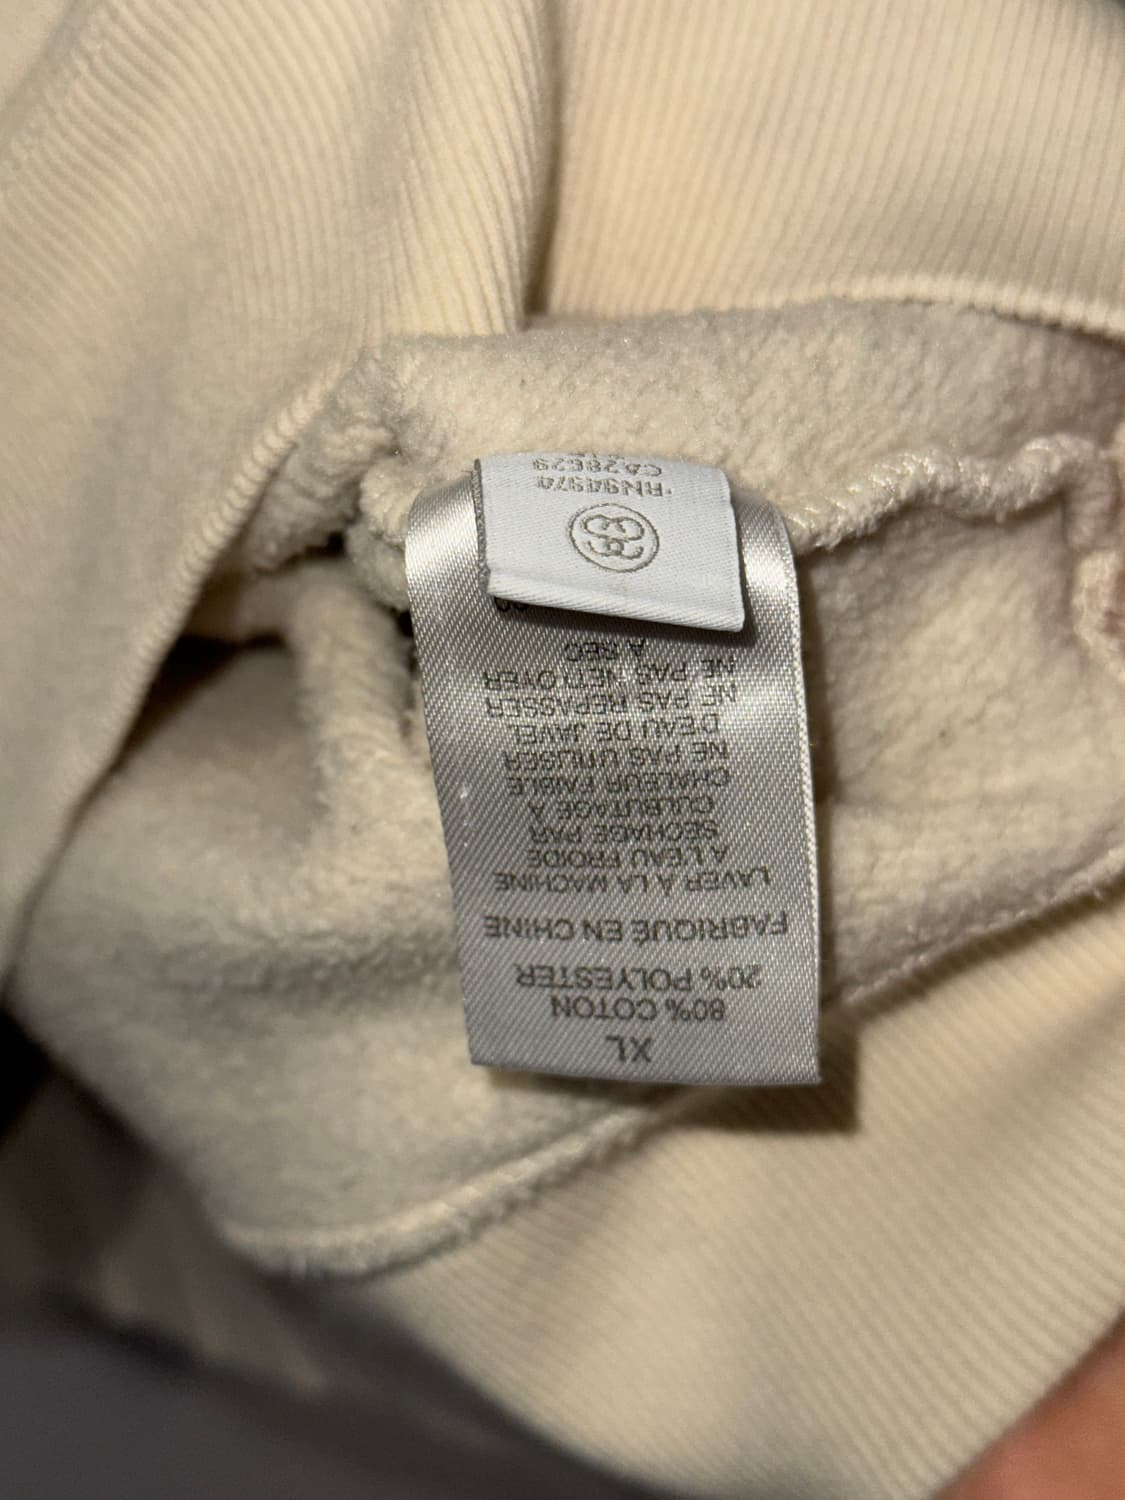 XL
80% COTON
20% POLYESTER
FABRIQUÉ EN CHINE
LAVER À LA MACHINE
A L'EAU FROIDE
SECHAGE PAR
CULBUTAGE À
CHALEUR FAIBLE
NE PAS UTILISER
D'EAU DE JAVEL
NE PAS REPASSER
NE PAS NETTOYER
A SEC
RN94974
CA28629